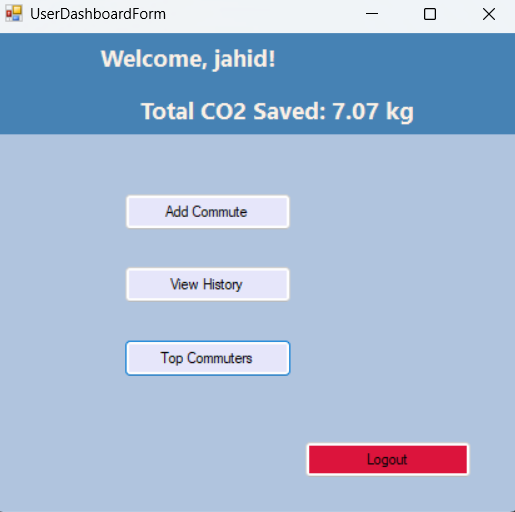 UserDashboardForm
Welcome, jahid!
Total CO2 Saved: 7.07 kg
Add Commute
View History
Top Commuters
Logout